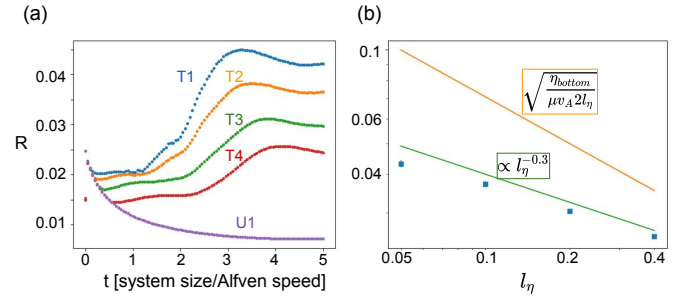 (a)
(b)
0.04
0.03
0.02
0.01
R
T1
T2
T3
T4
U1
0
1
2
3
4
5
t [system size/Alfven speed]
0.1
0.06
0.04
√(η_bottom / μv_A 2l_η)
∝ l_η^{-0.3}
0.05
0.1
0.2
0.4
l_η